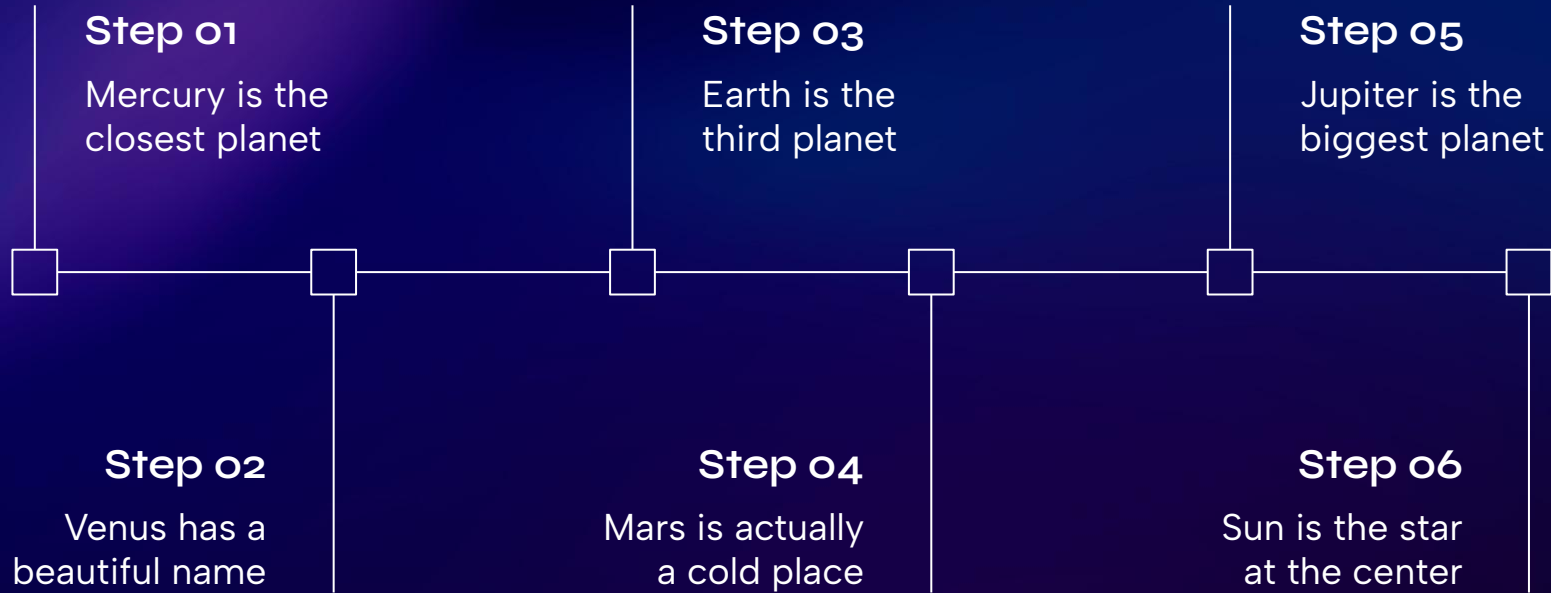 Step 01
Mercury is the
closest planet
Step 03
Earth is the
third planet
Step 05
Jupiter is the
biggest planet
Step 02
Venus has a
beautiful name
Step 04
Mars is actually
a cold place
Step 06
Sun is the star
at the center